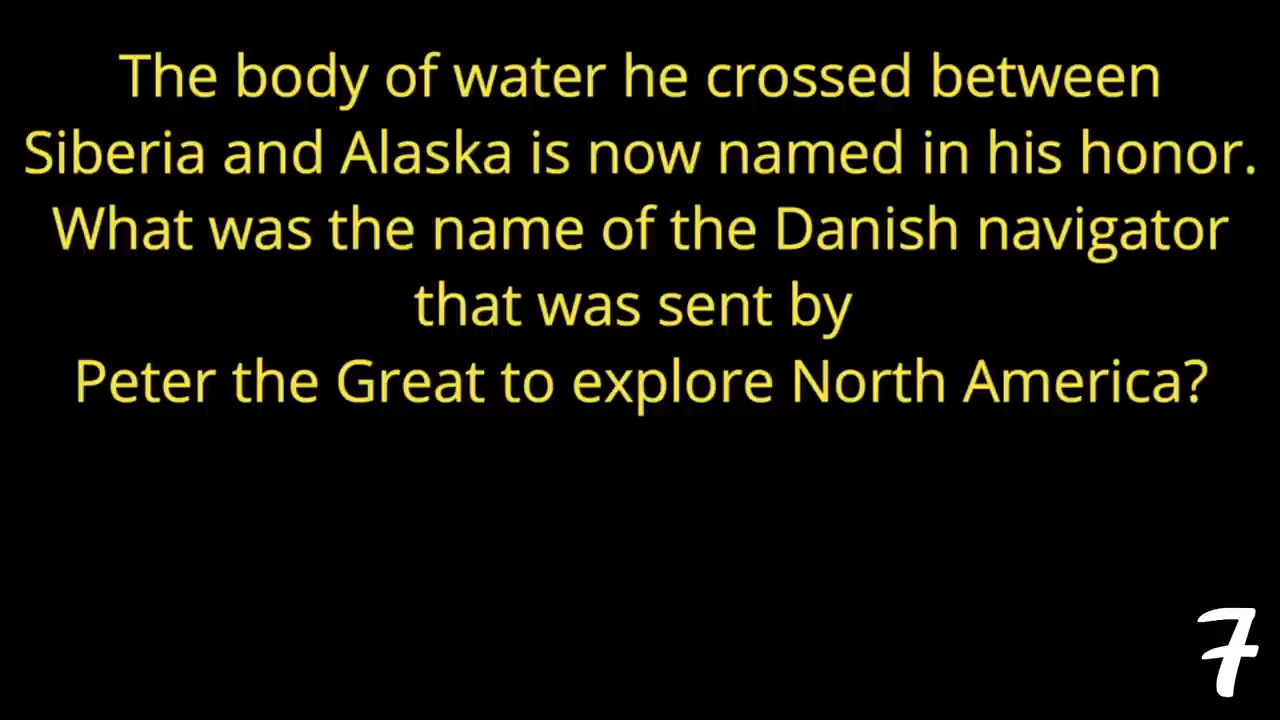 The body of water he crossed between
Siberia and Alaska is now named in his honor.
What was the name of the Danish navigator
that was sent by
Peter the Great to explore North America?
7